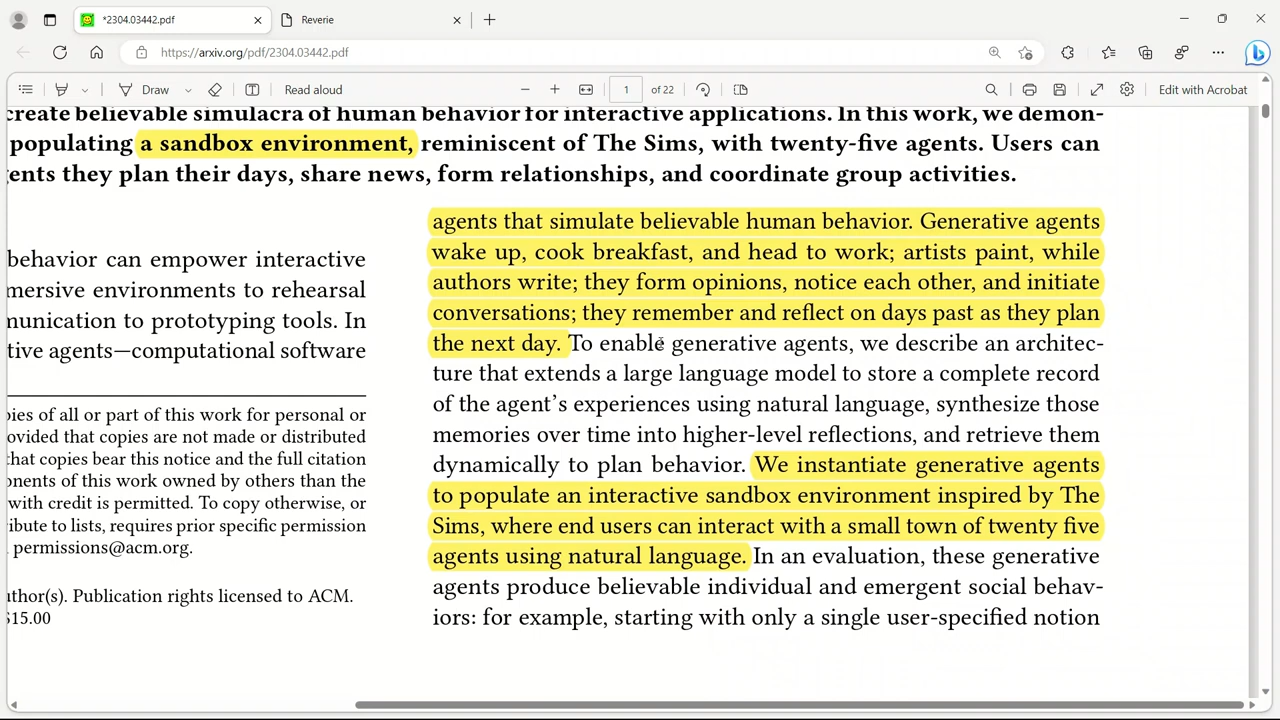 *2304.03442.pdf
Reverie
https://arxiv.org/pdf/2304.03442.pdf
Draw
Read aloud
1
of 22
Edit with Acrobat
create believable simulacra of human behavior for interactive applications. In this work, we demon-
populating a sandbox environment, reminiscent of The Sims, with twenty-five agents. Users can
gents they plan their days, share news, form relationships, and coordinate group activities.
behavior can empower interactive
mersive environments to rehearsal
munication to prototyping tools. In
tive agents—computational software
pies of all or part of this work for personal or
ovided that copies are not made or distributed
that copies bear this notice and the full citation
onents of this work owned by others than the
with credit is permitted. To copy otherwise, or
ribute to lists, requires prior specific permission
permissions@acm.org.
uthor(s). Publication rights licensed to ACM.
$15.00
agents that simulate believable human behavior. Generative agents
wake up, cook breakfast, and head to work; artists paint, while
authors write; they form opinions, notice each other, and initiate
conversations; they remember and reflect on days past as they plan
the next day. To enable generative agents, we describe an architec-
ture that extends a large language model to store a complete record
of the agent's experiences using natural language, synthesize those
memories over time into higher-level reflections, and retrieve them
dynamically to plan behavior. We instantiate generative agents
to populate an interactive sandbox environment inspired by The
Sims, where end users can interact with a small town of twenty five
agents using natural language. In an evaluation, these generative
agents produce believable individual and emergent social behav-
iors: for example, starting with only a single user-specified notion